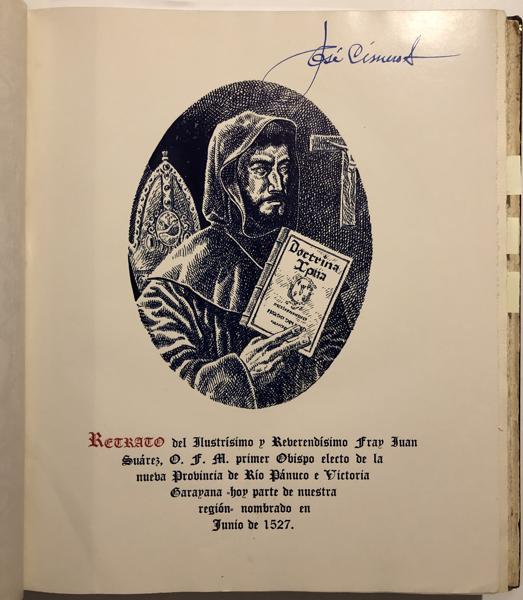 José Cisneros
Doctrina
Xpna
RETRATO del Ilustrísimo y Reverendísimo Fray Juan
Suárez, O. F. M. primer Obispo electo de la
nueva Provincia de Río Pánuco e Victoria
Garayana -hoy parte de nuestra
región- nombrado en
Junio de 1527.